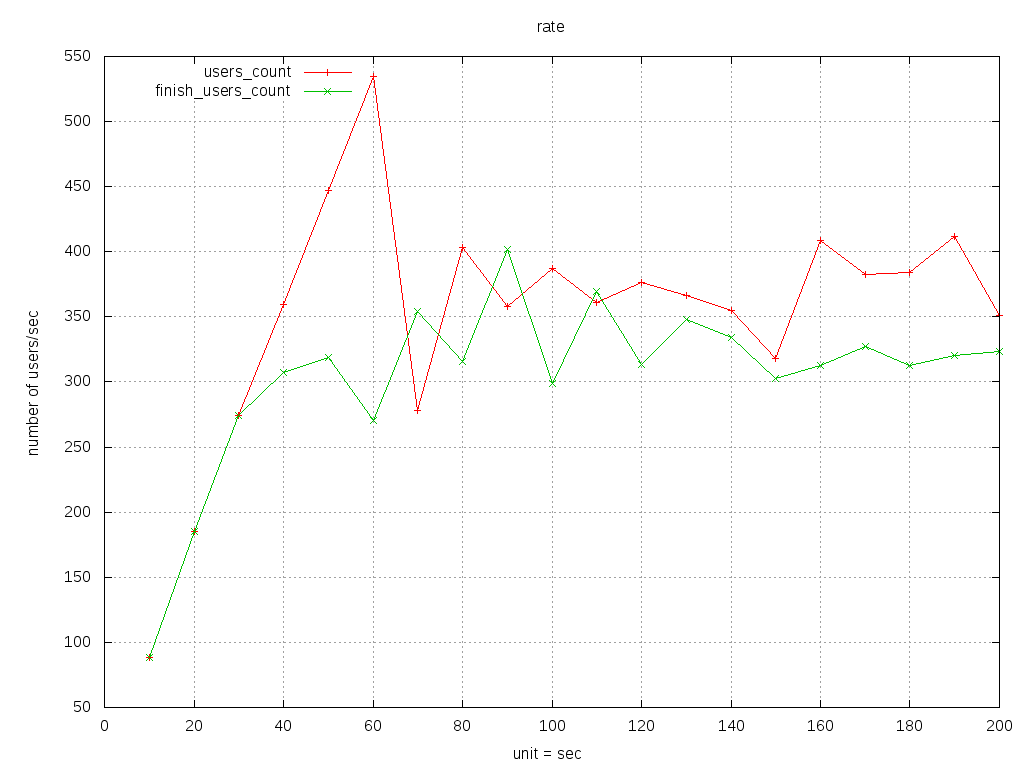 rate
users_count
finish_users_count
550
500
450
400
350
300
250
200
150
100
50
number of users/sec
0 20 40 60 80 100 120 140 160 180 200
unit = sec